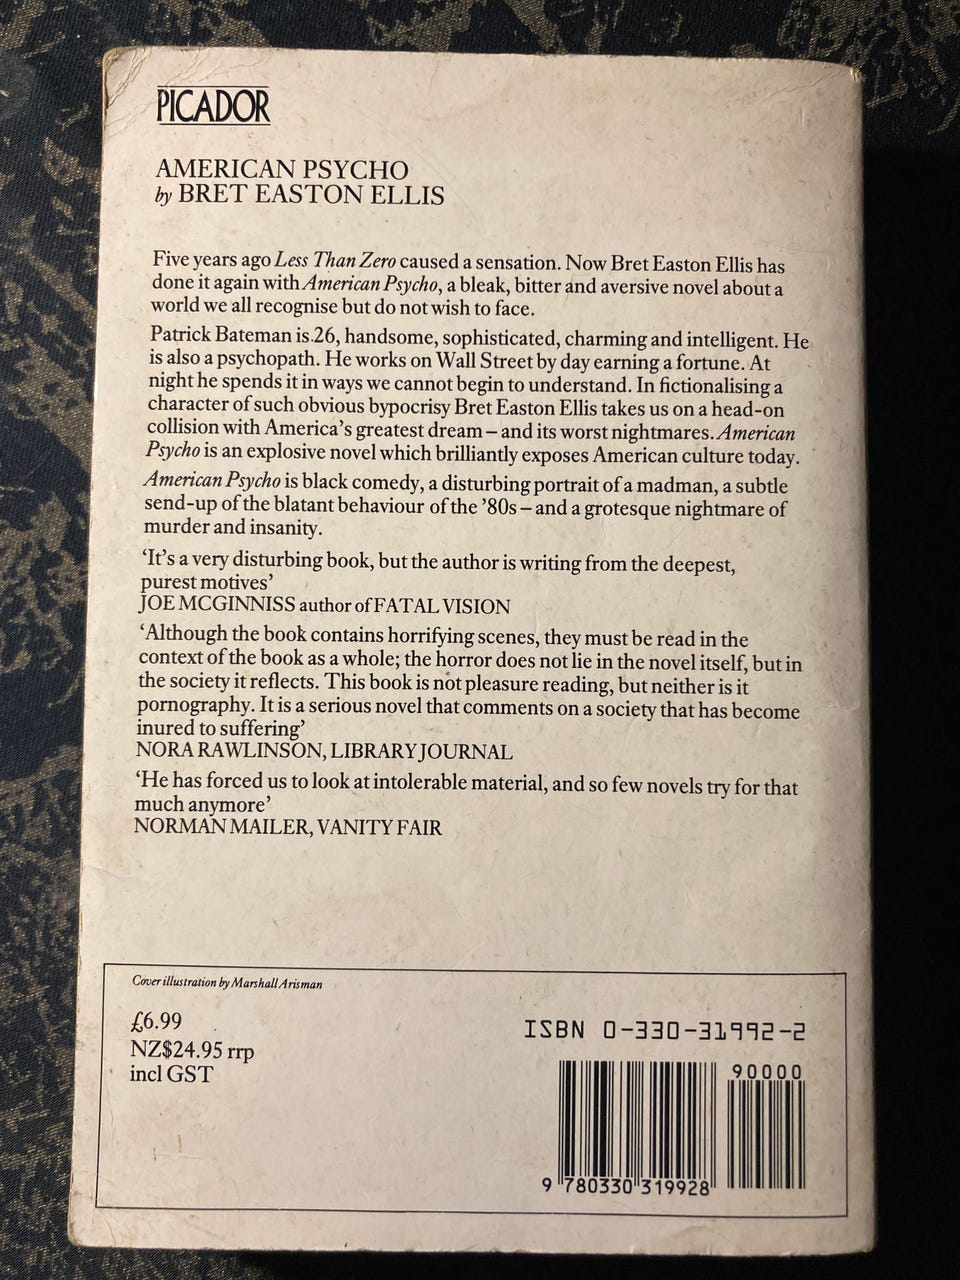 PICADOR
AMERICAN PSYCHO
by BRET EASTON ELLIS
Five years ago Less Than Zero caused a sensation. Now Bret Easton Ellis has
done it again with American Psycho, a bleak, bitter and aversive novel about a
world we all recognise but do not wish to face.
Patrick Bateman is 26, handsome, sophisticated, charming and intelligent. He
is also a psychopath. He works on Wall Street by day earning a fortune. At
night he spends it in ways we cannot begin to understand. In fictionalising a
character of such obvious bypocrisy Bret Easton Ellis takes us on a head-on
collision with America's greatest dream – and its worst nightmares. American
Psycho is an explosive novel which brilliantly exposes American culture today.
American Psycho is black comedy, a disturbing portrait of a madman, a subtle
send-up of the blatant behaviour of the '80s – and a grotesque nightmare of
murder and insanity.
‘It's a very disturbing book, but the author is writing from the deepest,
purest motives’
JOE MCGINNISS author of FATAL VISION
‘Although the book contains horrifying scenes, they must be read in the
context of the book as a whole; the horror does not lie in the novel itself, but in
the society it reflects. This book is not pleasure reading, but neither is it
pornography. It is a serious novel that comments on a society that has become
inured to suffering’
NORA RAWLINSON, LIBRARY JOURNAL
‘He has forced us to look at intolerable material, and so few novels try for that
much anymore’
NORMAN MAILER, VANITY FAIR
Cover illustration by Marshall Arisman
£6.99
NZ$24.95 rrp
incl GST
ISBN 0-330-31992-2
90000
9 780330 319928